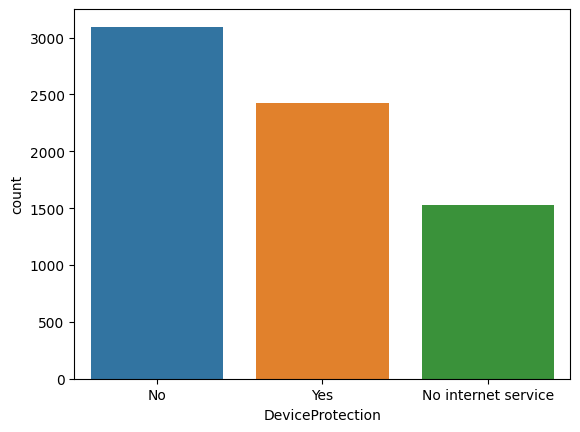 3000
2500
2000
1500
1000
500
0
count
No Yes No internet service
DeviceProtection